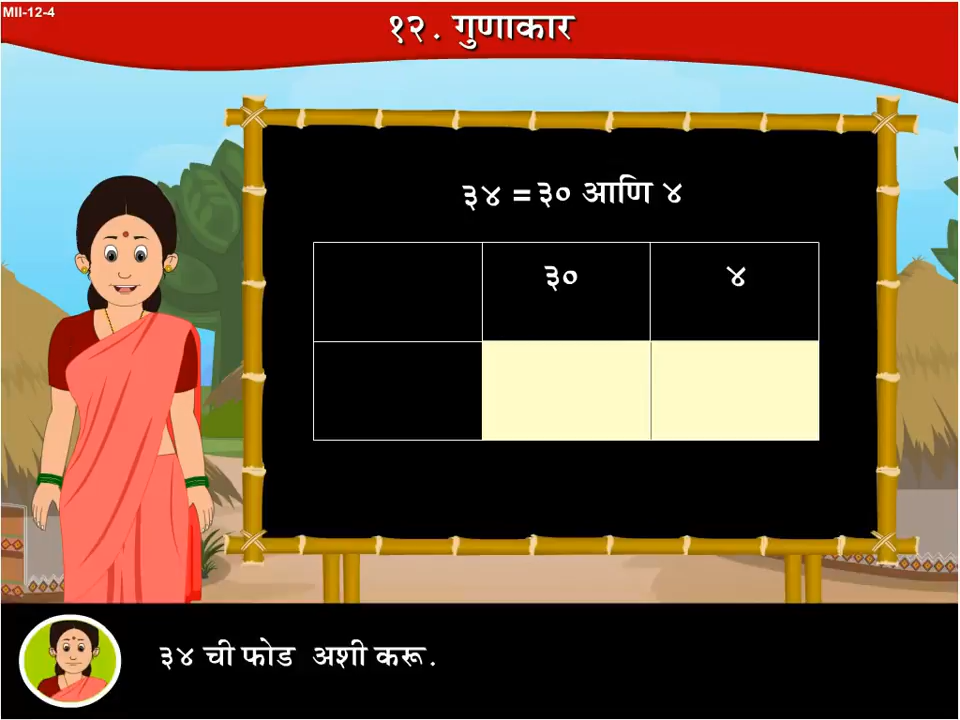 MII-12-4
१२. गुणाकार
३४ = ३० आणि ४
३० ४
३४ ची फोड अशी करू.